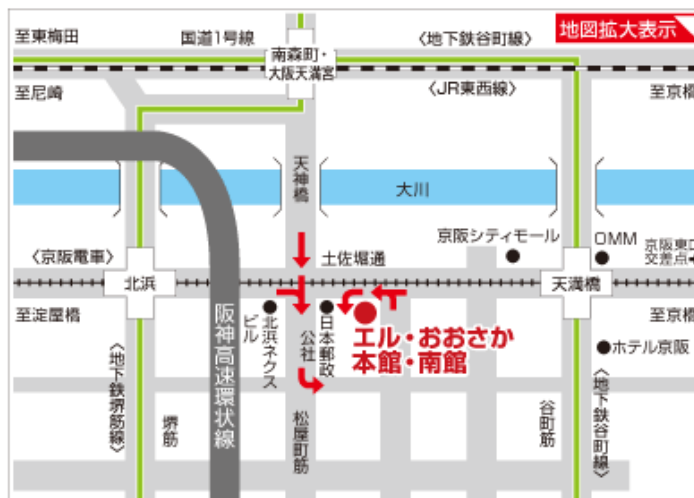 至東梅田
国道1号線
〈地下鉄谷町線〉
地図拡大表示
南森町・
大阪天満宮
至尼崎
〈JR東西線〉
至京橋
天神橋
大川
京阪シティモール
OMM
京阪東口
交差点
〈京阪電車〉
土佐堀通
北浜
天満橋
至淀屋橋
至京橋
阪神高速環状線
北浜ネクス
ビル
日本郵政
公社
エル・おおさか
本館・南館
ホテル京阪
〈地下鉄堺筋線〉
堺筋
松屋町筋
谷町筋
〈地下鉄谷町線〉